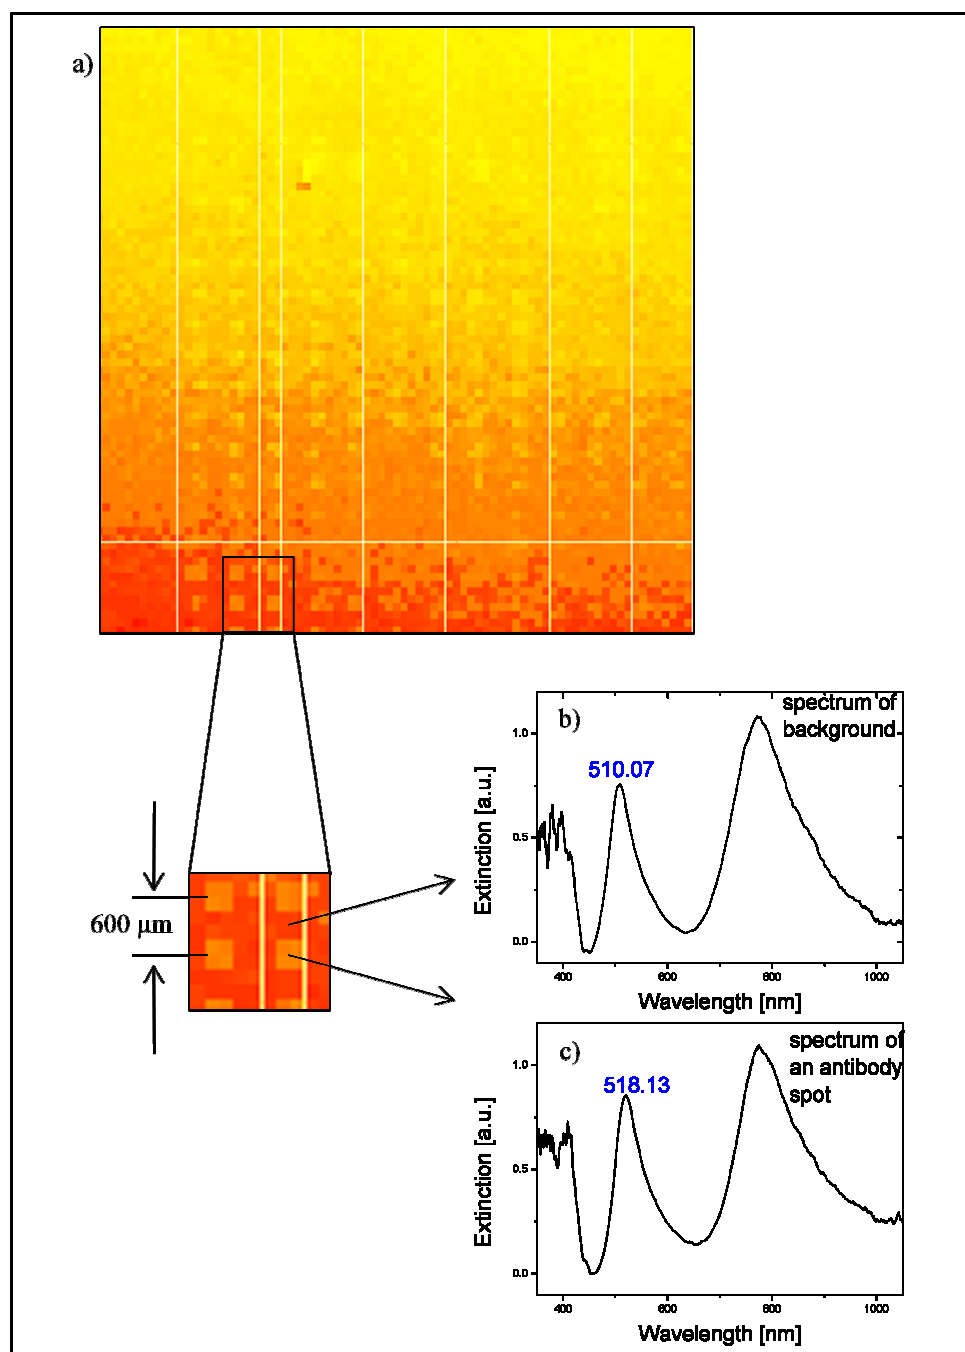 a)
600 μm
b)
spectrum of
background
510.07
1.0
0.5
0.0
Extinction [a.u.]
400 600 800 1000
Wavelength [nm]
c)
spectrum of
an antibody
spot
518.13
1.0
0.5
0.0
Extinction [a.u.]
400 600 800 1000
Wavelength [nm]